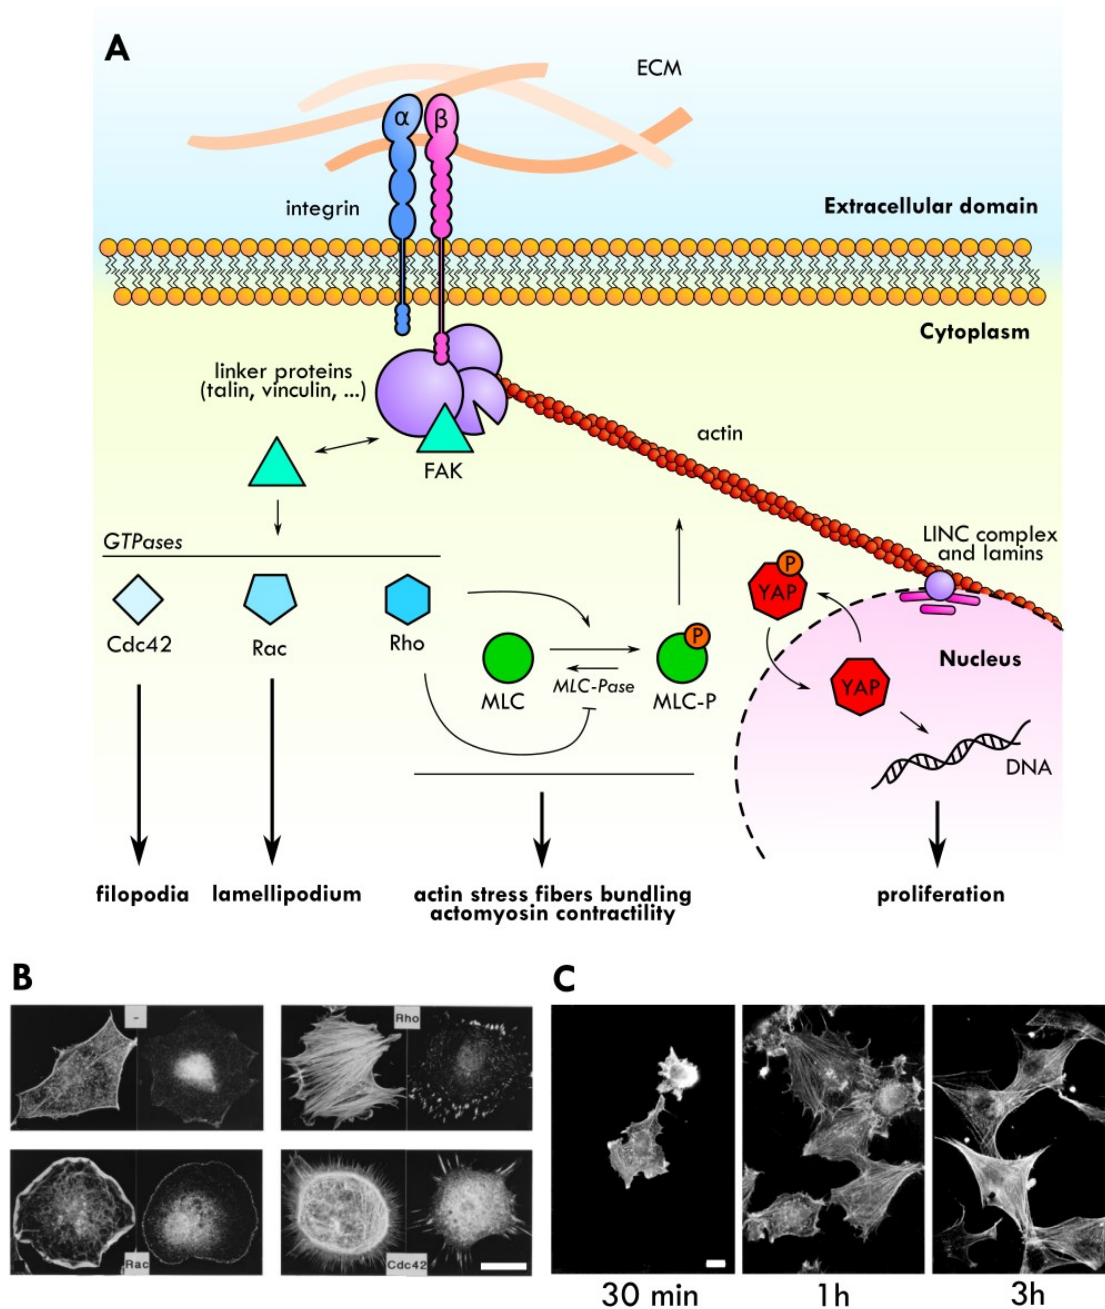 A
ECM
α
β
integrin
Extracellular domain
Cytoplasm
linker proteins
(talin, vinculin, ...)
FAK
actin
LINC complex
and lamins
GTPases
Cdc42
Rac
Rho
MLC
MLC-Pase
P
MLC-P
P
YAP
Nucleus
YAP
DNA
filopodia
lamellipodium
actin stress fibers bundling
actomyosin contractility
proliferation
B
-
Rho
Rac
Cdc42
C
30 min
1h
3h